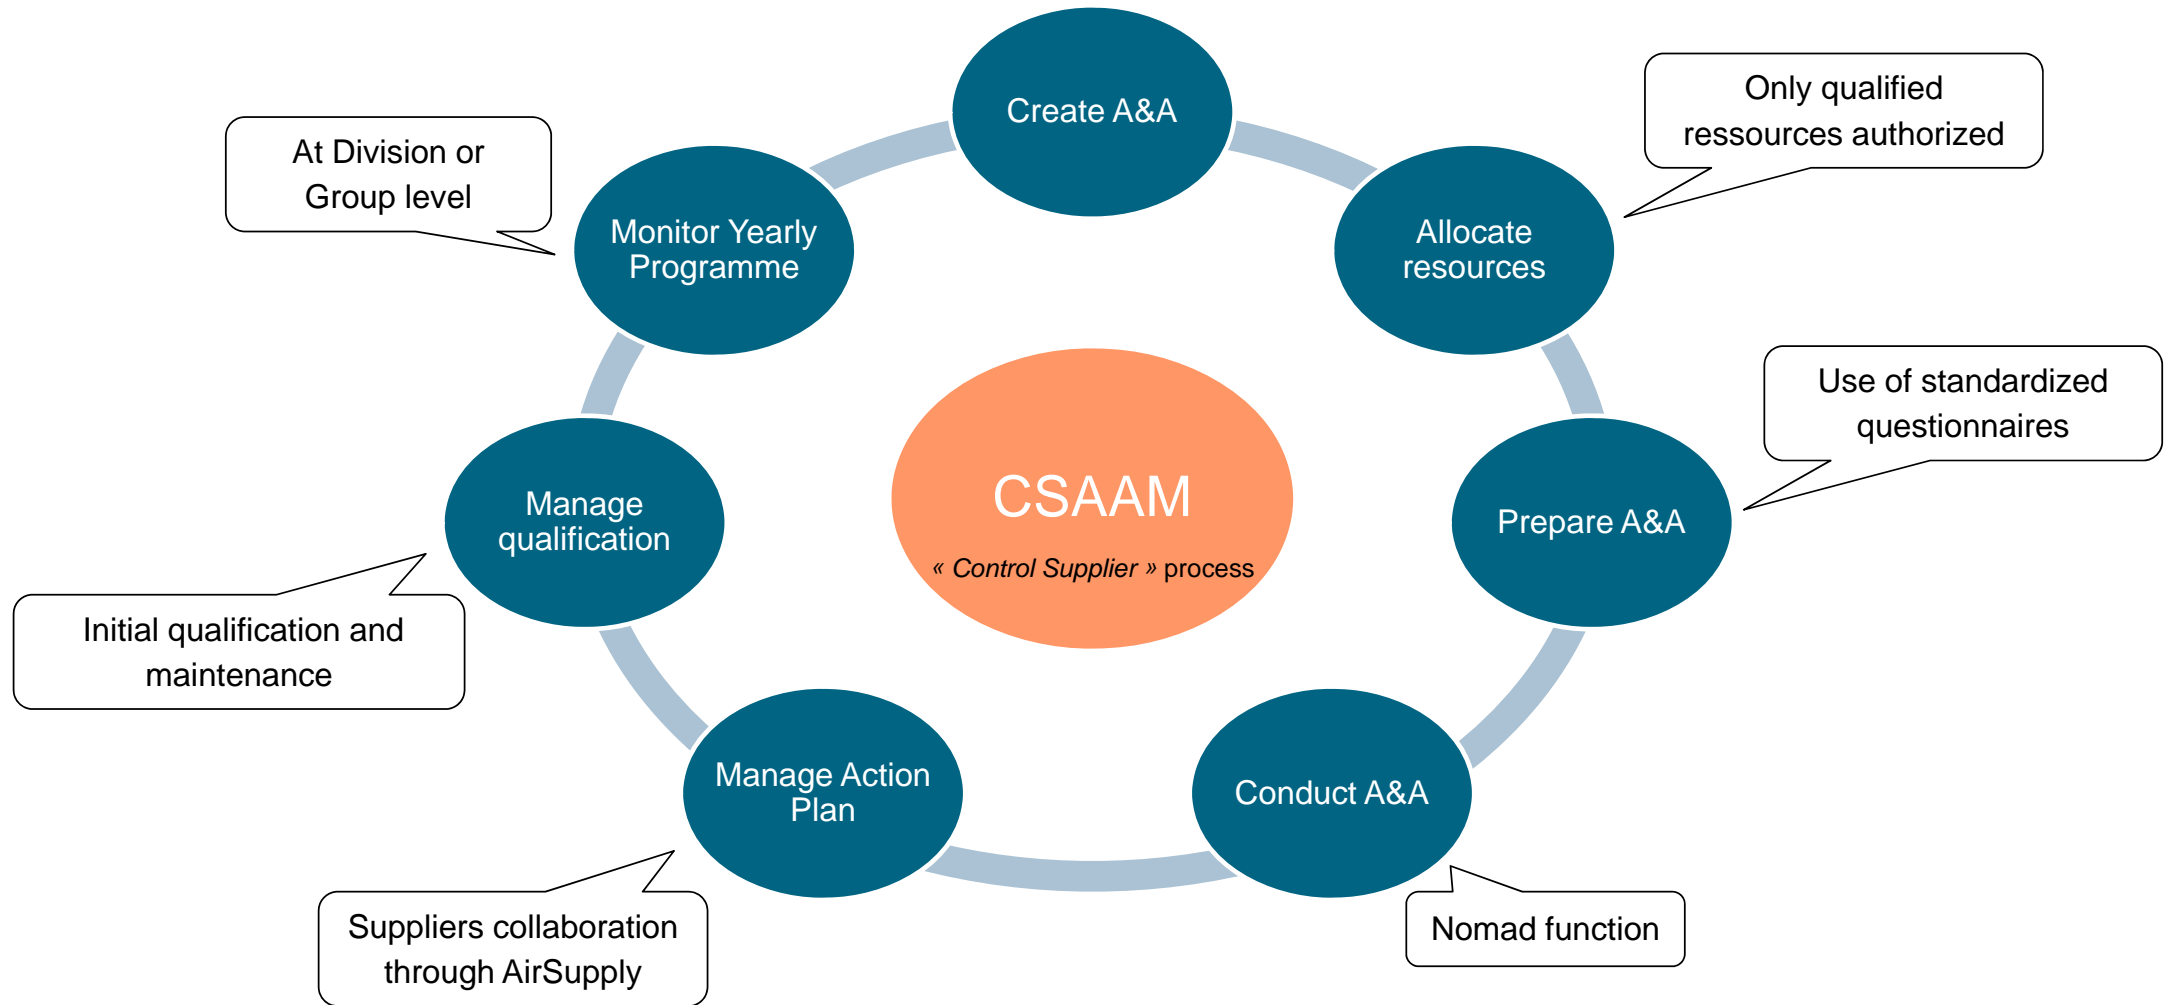 Create A&A
Only qualified
ressources authorized
At Division or
Group level
Monitor Yearly
Programme
Allocate
resources
Use of standardized
questionnaires
CSAAM
« Control Supplier » process
Manage
qualification
Prepare A&A
Initial qualification and
maintenance
Manage Action
Plan
Conduct A&A
Suppliers collaboration
through AirSupply
Nomad function